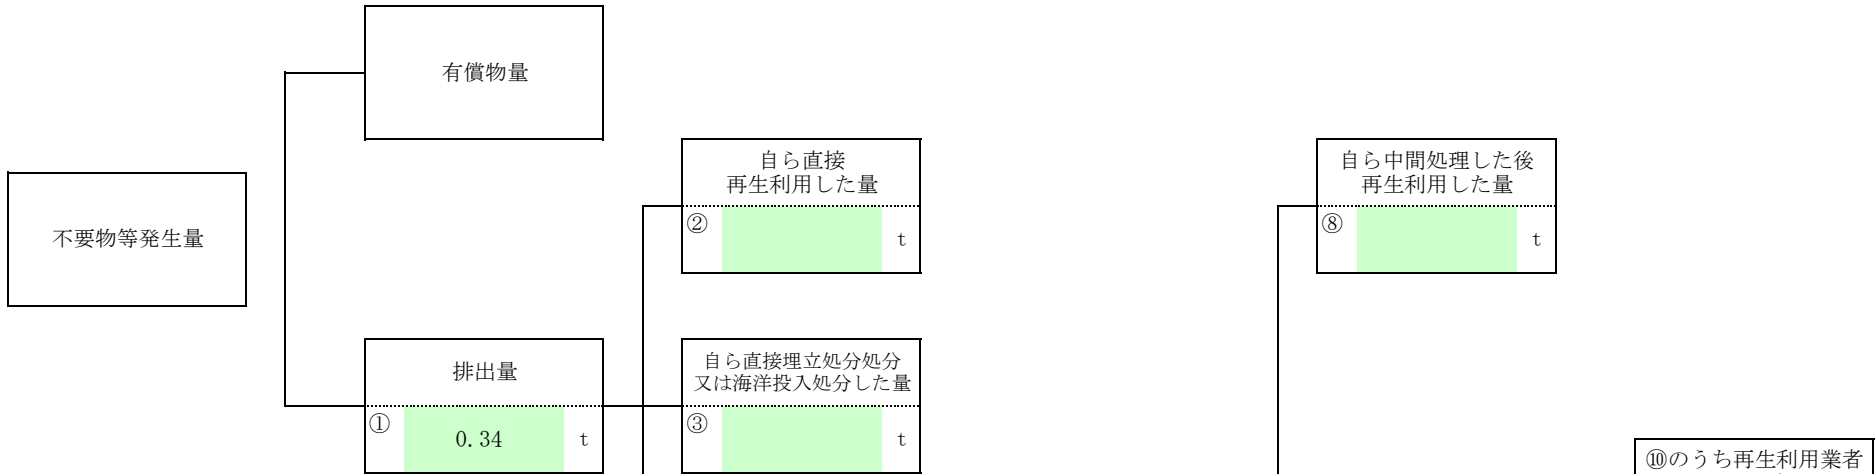 有償物量
自ら直接
再生利用した量
② t
自ら中間処理した後
再生利用した量
⑧ t
不要物等発生量
排出量
① 0.34 t
自ら直接埋立処分処分
又は海洋投入処分した量
③ t
⑩のうち再生利用業者